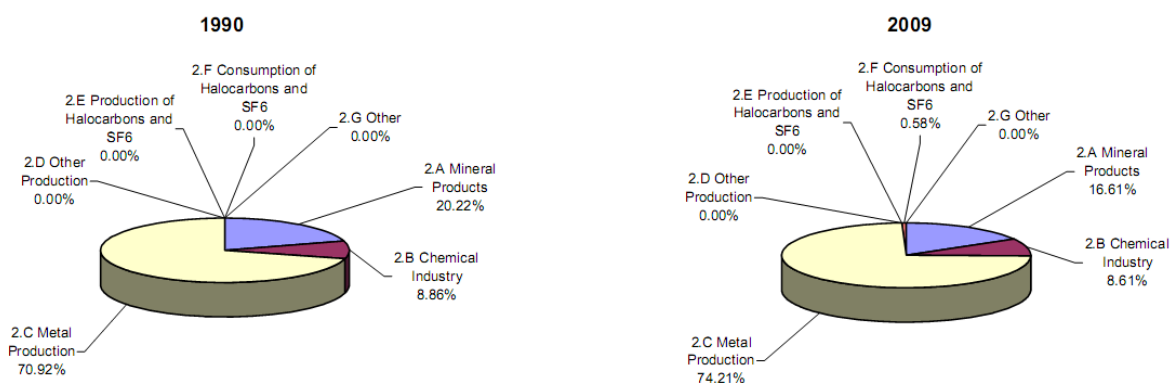 1990
2.F Consumption of
Halocarbons and
SF6
0.00%
2.E Production of
Halocarbons and
SF6
0.00%
2.G Other
0.00%
2.D Other
Production
0.00%
2.A Mineral
Products
20.22%
2.B Chemical
Industry
8.86%
2.C Metal
Production
70.92%
2009
2.F Consumption of
Halocarbons and
SF6
0.58%
2.E Production of
Halocarbons and
SF6
0.00%
2.G Other
0.00%
2.D Other
Production
0.00%
2.A Mineral
Products
16.61%
2.B Chemical
Industry
8.61%
2.C Metal
Production
74.21%